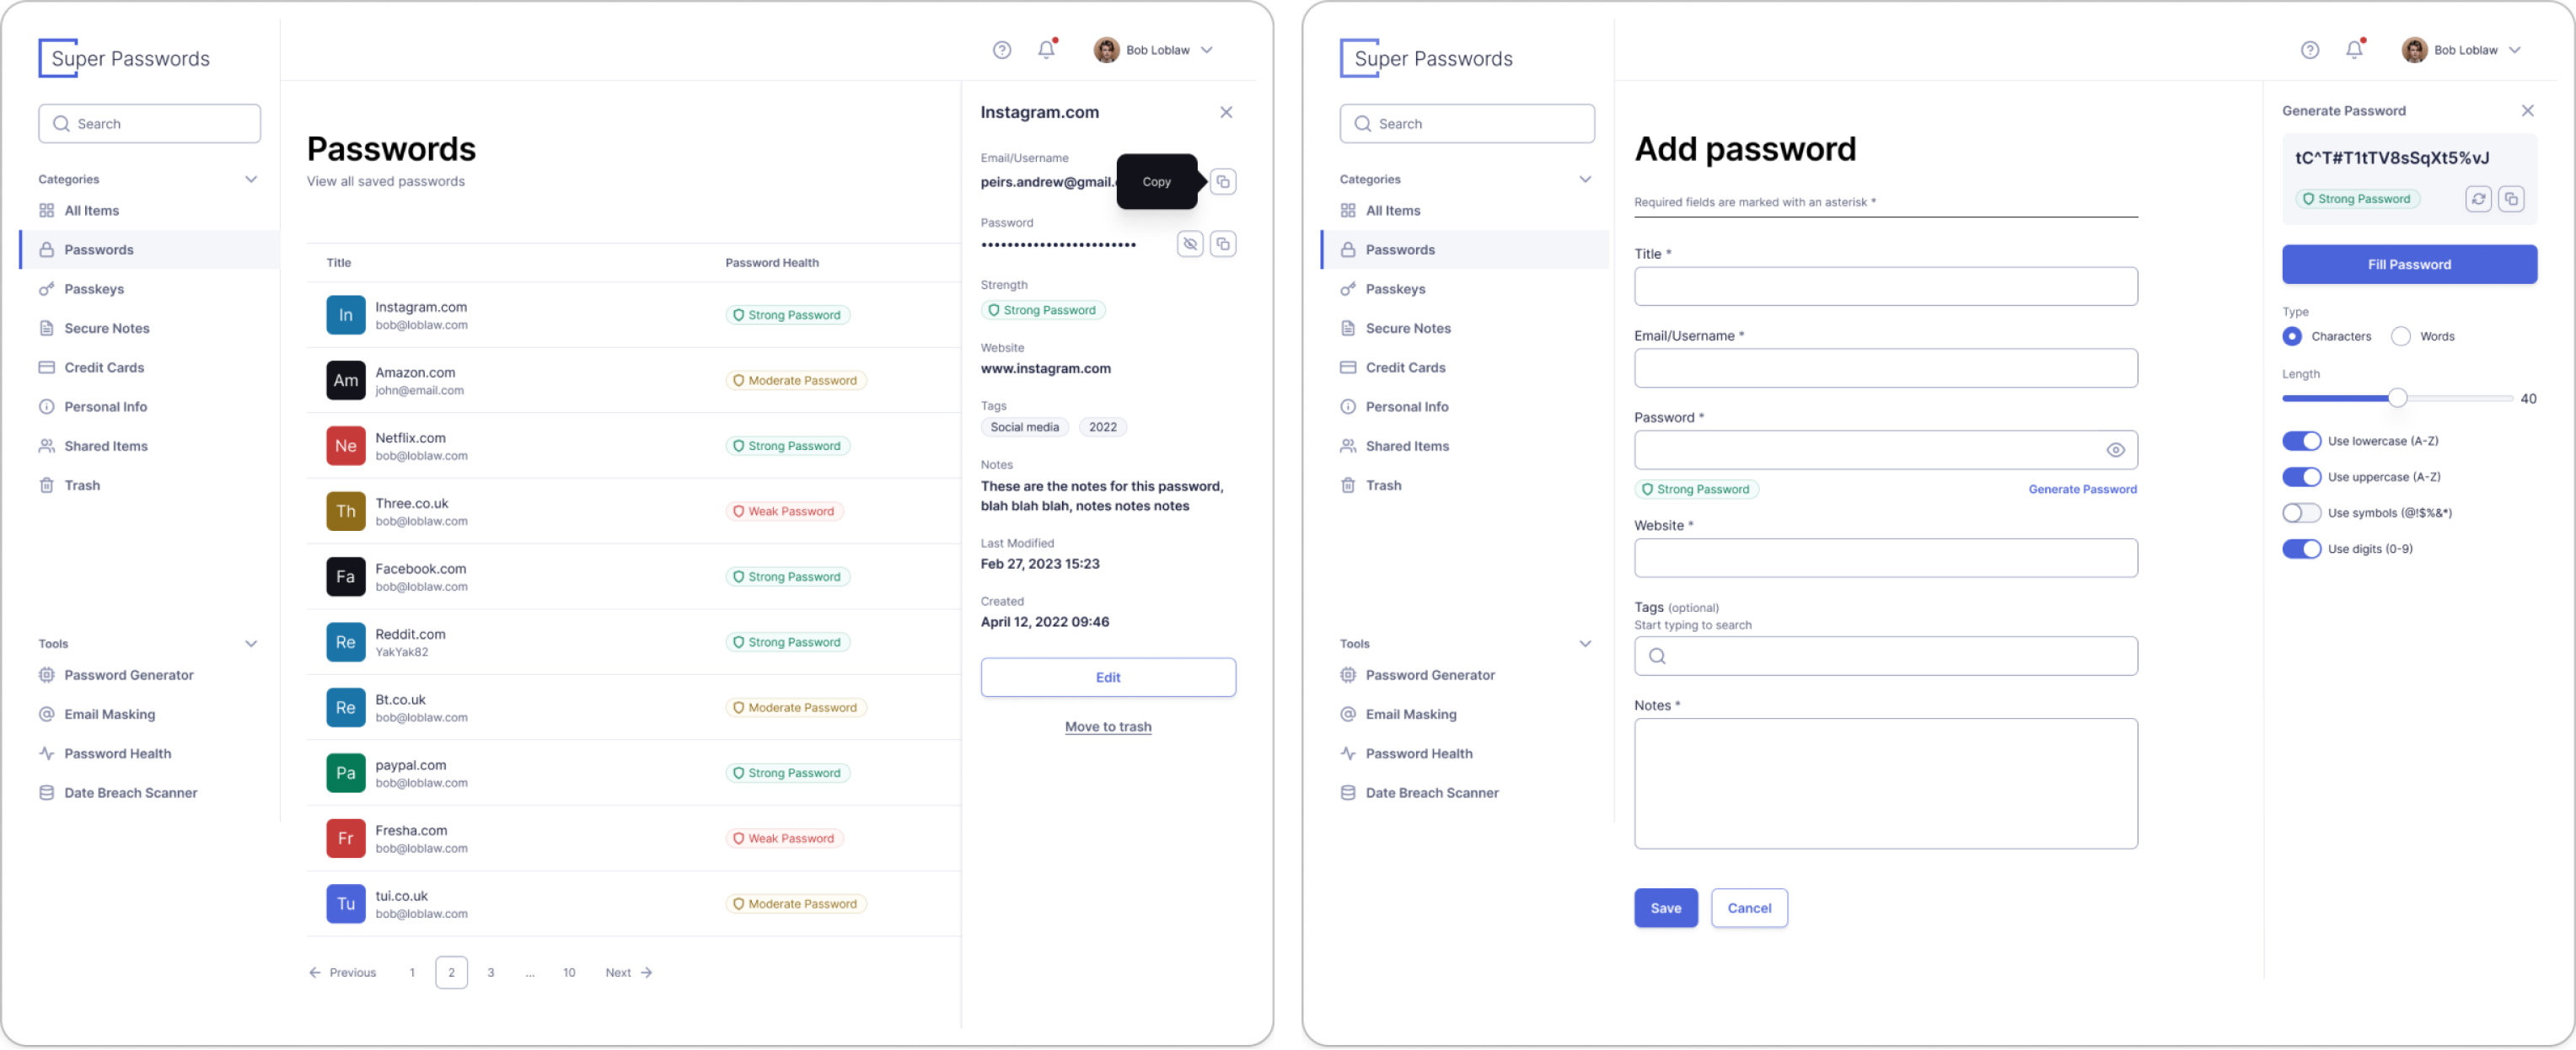 Super Passwords
Search
Categories
All Items
Passwords
Passkeys
Secure Notes
Credit Cards
Personal Info
Shared Items
Trash
Tools
Password Generator
Email Masking
Password Health
Date Breach Scanner
Bob Loblaw
Passwords
View all saved passwords
Title Password Health
In Instagram.com Strong Password
bob@loblaw.com
Am Amazon.com Moderate Password
john@email.com
Ne Netflix.com Strong Password
bob@loblaw.com
Th Three.co.uk Weak Password
bob@loblaw.com
Fa Facebook.com Strong Password
bob@loblaw.com
Re Reddit.com Strong Password
YakYak82
Re Bt.co.uk Moderate Password
bob@loblaw.com
Pa paypal.com Strong Password
bob@loblaw.com
Fr Fresha.com Weak Password
bob@loblaw.com
Tu tui.co.uk Moderate Password
bob@loblaw.com
Previous 1 2 3 ... 10 Next
Instagram.com
Email/Username
peirs.andrew@gmail.
Copy
Password
••••••••••••••••••••••••
Strength
Strong Password
Website
www.instagram.com
Tags
Social media 2022
Notes
These are the notes for this password,
blah blah blah, notes notes notes
Last Modified
Feb 27, 2023 15:23
Created
April 12, 2022 09:46
Edit
Move to trash
Super Passwords
Search
Categories
All Items
Passwords
Passkeys
Secure Notes
Credit Cards
Personal Info
Shared Items
Trash
Tools
Password Generator
Email Masking
Password Health
Date Breach Scanner
Bob Loblaw
Add password
Required fields are marked with an asterisk *
Title *
Email/Username *
Password *
Strong Password Generate Password
Website *
Tags (optional)
Start typing to search
Notes *
Save Cancel
Generate Password
tC^T#T1tTV8sSqXt5%vJ
Strong Password
Fill Password
Type
Characters Words
Length
40
Use lowercase (A-Z)
Use uppercase (A-Z)
Use symbols (@!$%&*)
Use digits (0-9)